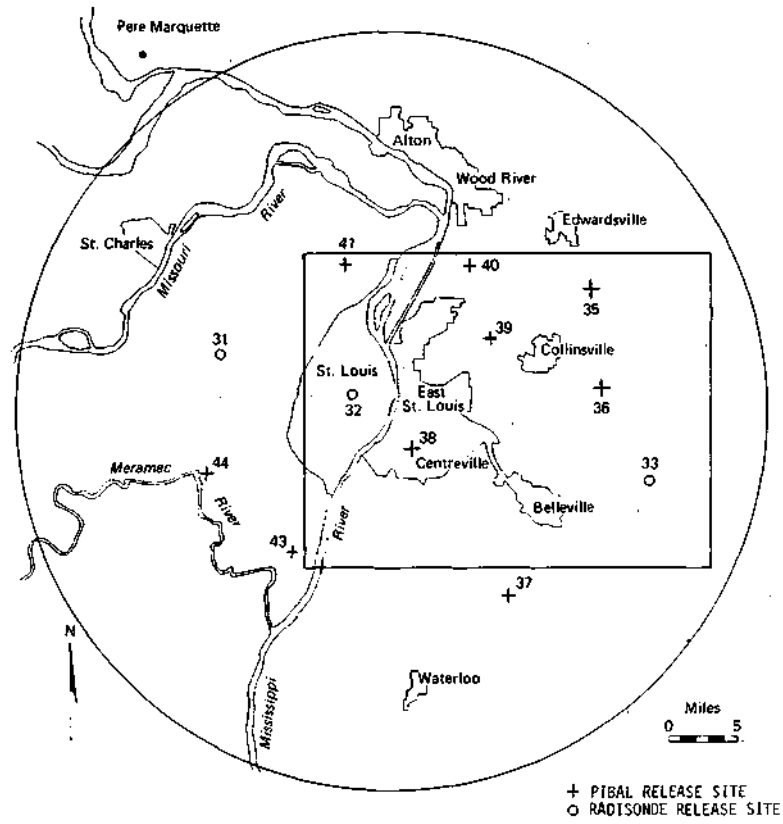 Pere Marquette
Alton
Wood River
Edwardsville
St. Charles
Missouri
River
41
40
35
31
39
Collinsville
St. Louis
32
East
St. Louis
36
38
Centreville
33
Meramec
44
River
Belleville
River
43
37
N
Waterloo
Mississippi
Miles
0 5
+ PIBAL RELEASE SITE
o RADISONDE RELEASE SITE